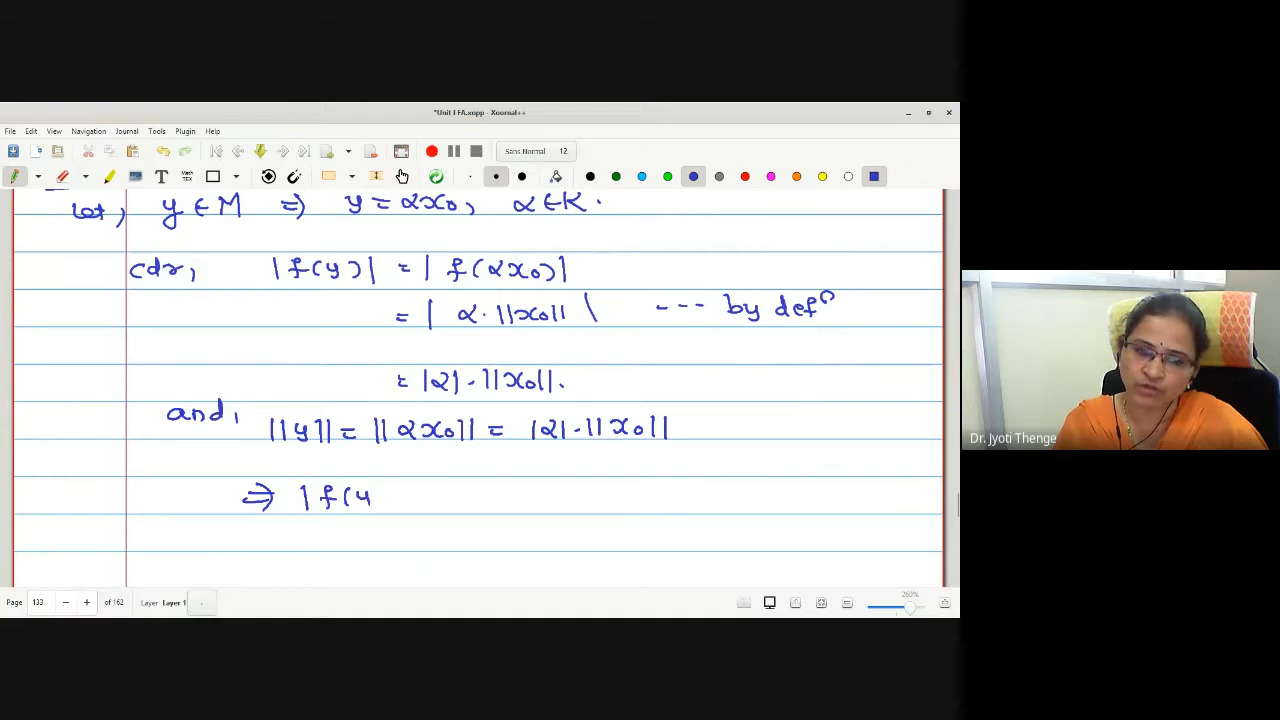 *Unit I FA.xopp - Xournal++
File Edit View Navigation Journal Tools Plugin Help
Sans Normal 12
let, y ∈ M ⇒ y = αx₀, α ∈ K.
cdr, |f(y)| = |f(αx₀)|
= |α·||x₀|| | --- by defⁿ
= |α|·||x₀||.
and, ||y|| = ||αx₀|| = |α|·||x₀||
⇒ |f(y
Dr. Jyoti Thenge
Page 133 of 162 Layer Layer 1 260%